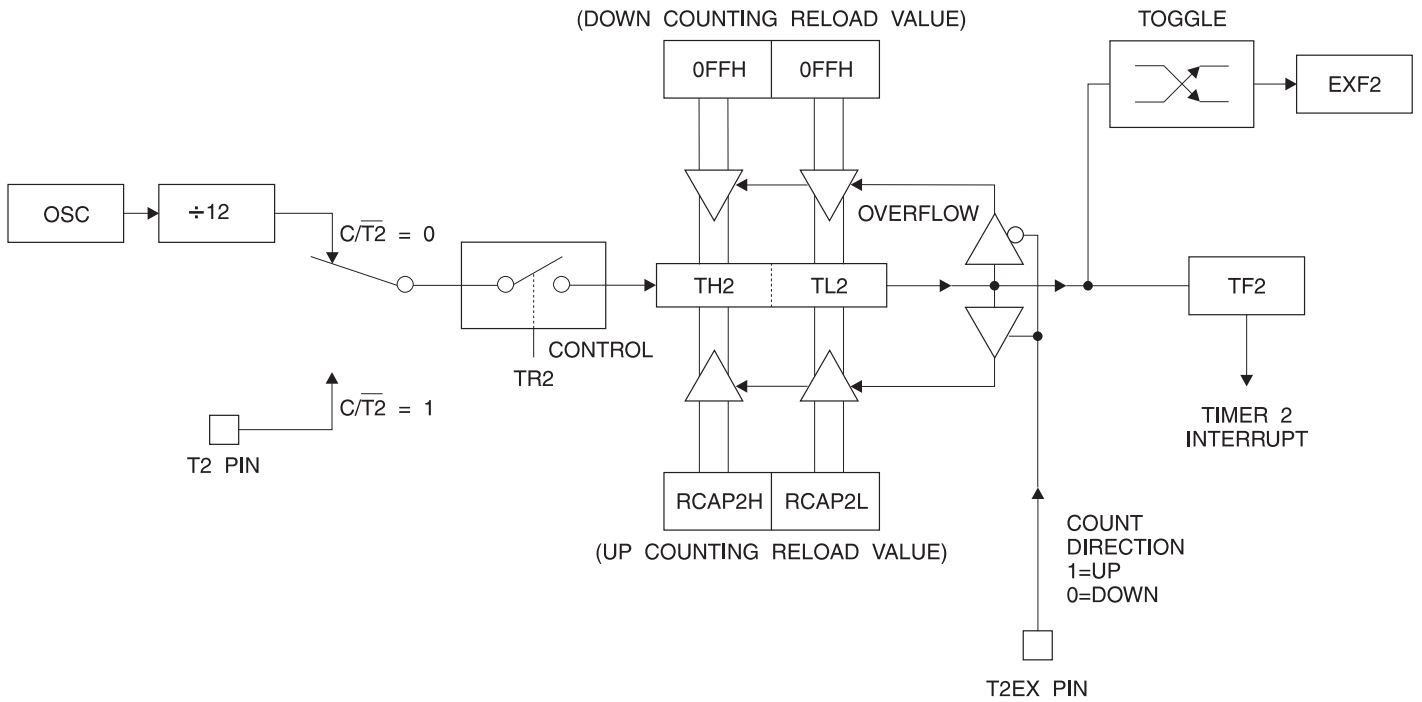 (DOWN COUNTING RELOAD VALUE)
TOGGLE
0FFH
0FFH
EXF2
OSC
÷12
OVERFLOW
C/T2̅ = 0
TH2
TL2
TF2
CONTROL
TR2
C/T2̅ = 1
T2 PIN
TIMER 2
INTERRUPT
RCAP2H
RCAP2L
(UP COUNTING RELOAD VALUE)
COUNT
DIRECTION
1=UP
0=DOWN
T2EX PIN